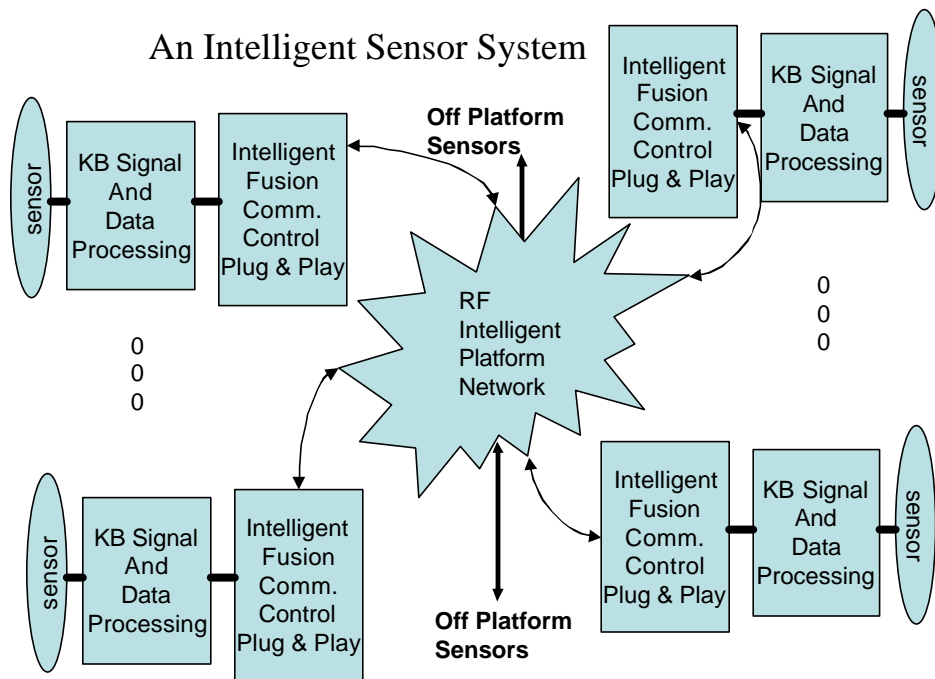 An Intelligent Sensor System
sensor
KB Signal
And
Data
Processing
Intelligent
Fusion
Comm.
Control
Plug & Play
Off Platform
Sensors
Intelligent
Fusion
Comm.
Control
Plug & Play
KB Signal
And
Data
Processing
sensor
RF
Intelligent
Platform
Network
0
0
0
0
0
0
sensor
KB Signal
And
Data
Processing
Intelligent
Fusion
Comm.
Control
Plug & Play
Off Platform
Sensors
Intelligent
Fusion
Comm.
Control
Plug & Play
KB Signal
And
Data
Processing
sensor